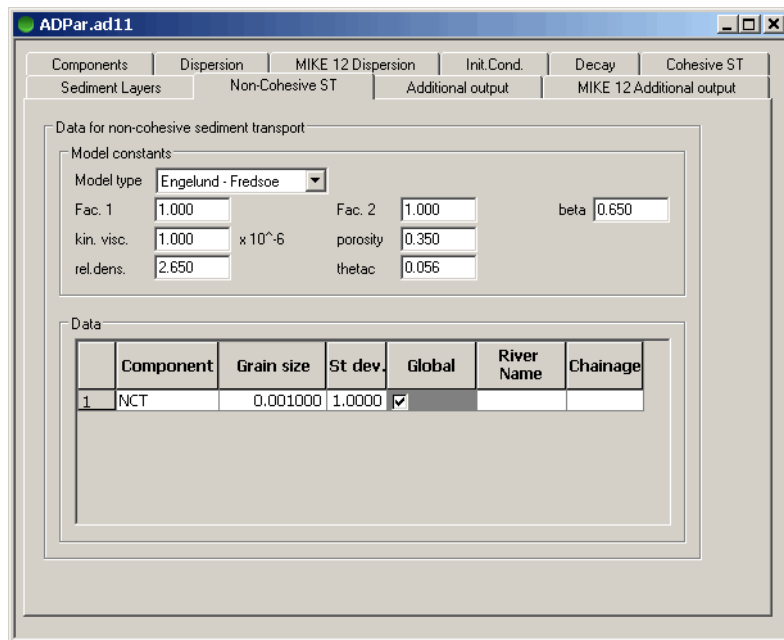 ADPar.ad11
Components Dispersion MIKE 12 Dispersion Init.Cond. Decay Cohesive ST
Sediment Layers Non-Cohesive ST Additional output MIKE 12 Additional output
Data for non-cohesive sediment transport
Model constants
Model type Engelund - Fredsoe
Fac. 1 1.000 Fac. 2 1.000 beta 0.650
kin. visc. 1.000 x 10^-6 porosity 0.350
rel.dens. 2.650 thetac 0.056
Data
Component Grain size St dev. Global River Name Chainage
1 NCT 0.001000 1.0000